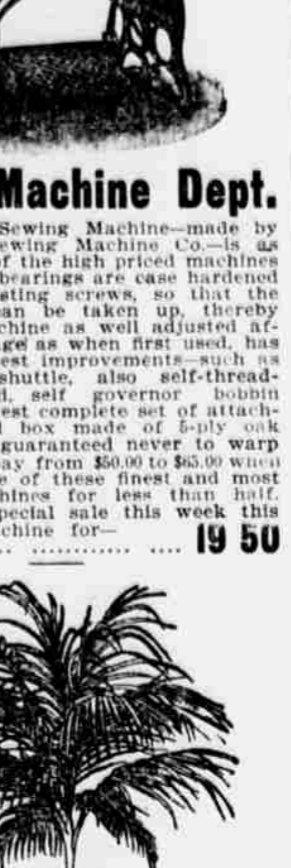 Machine Dept.
Sewing Machine—made by
ewing Machine Co.—is as
f the high priced machines
bearings are case hardened
sting screws, so that the
an be taken up, thereby
chine as well adjusted af-
age as when first used, has
est improvements—such as
shuttle, also self-thread-
d, self governor bobbin
est complete set of attach-
d box made of 5-ply oak
guaranteed never to warp
ay from $50.00 to $65.00 when
e of these finest and most
hines for less than half.
pecial sale this week this
chine for—
.. ............ .... 19 50